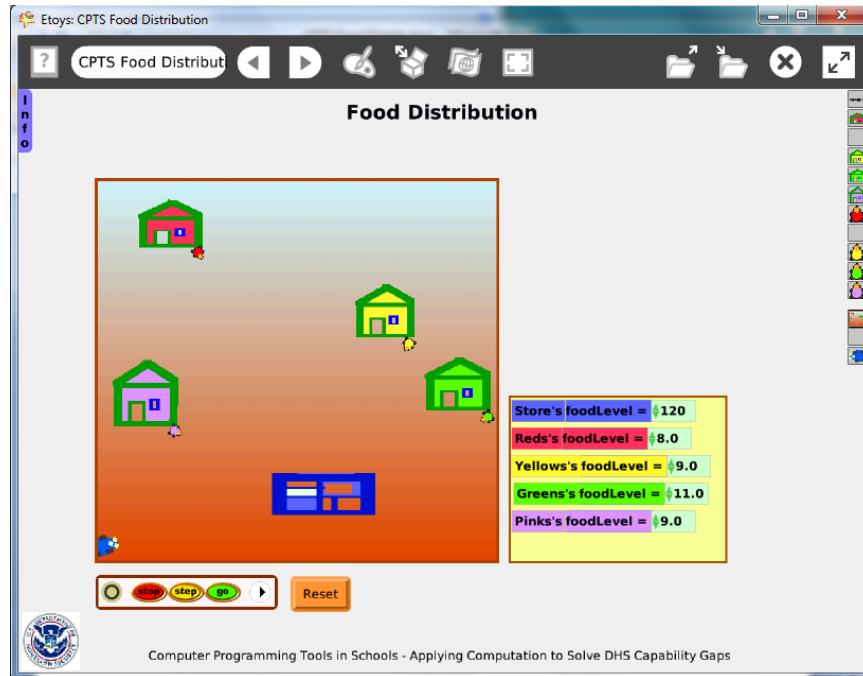 Etoys: CPTS Food Distribution
CPTS Food Distributi
Info
Food Distribution
Store's foodLevel = 120
Reds's foodLevel = 8.0
Yellows's foodLevel = 9.0
Greens's foodLevel = 11.0
Pinks's foodLevel = 9.0
stop step go
Reset
Computer Programming Tools in Schools - Applying Computation to Solve DHS Capability Gaps